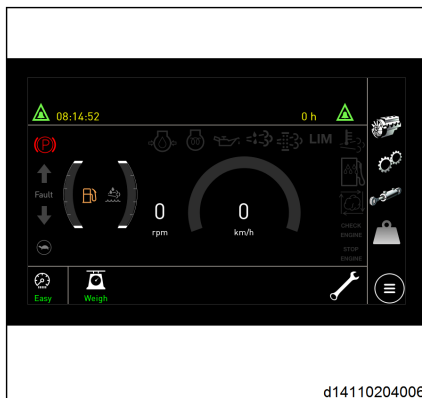 08:14:52 0 h
(P) LIM
Fault
0 0
rpm km/h
CHECK
ENGINE
STOP
ENGINE
Easy Weigh
d14110204006